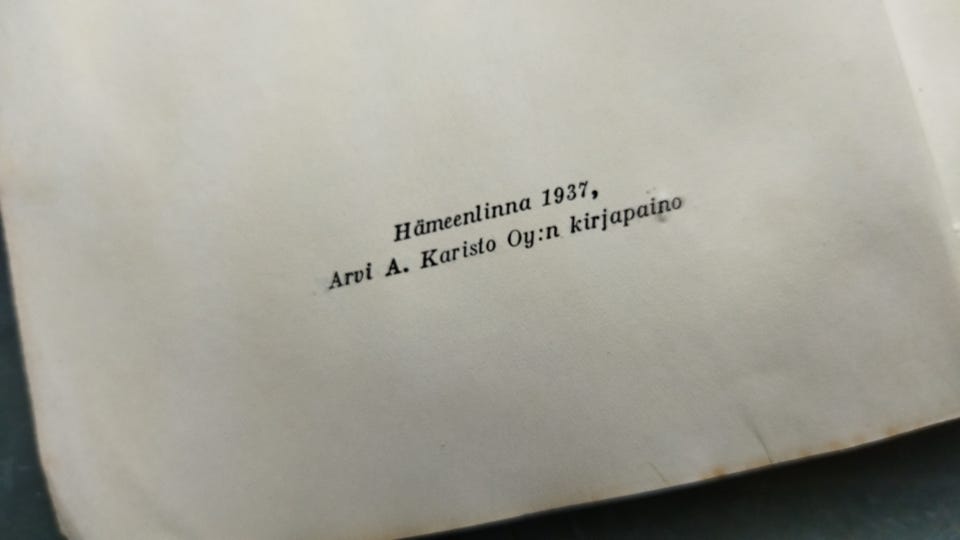 Hämeenlinna 1937,
Arvi A. Karisto Oy:n kirjapaino